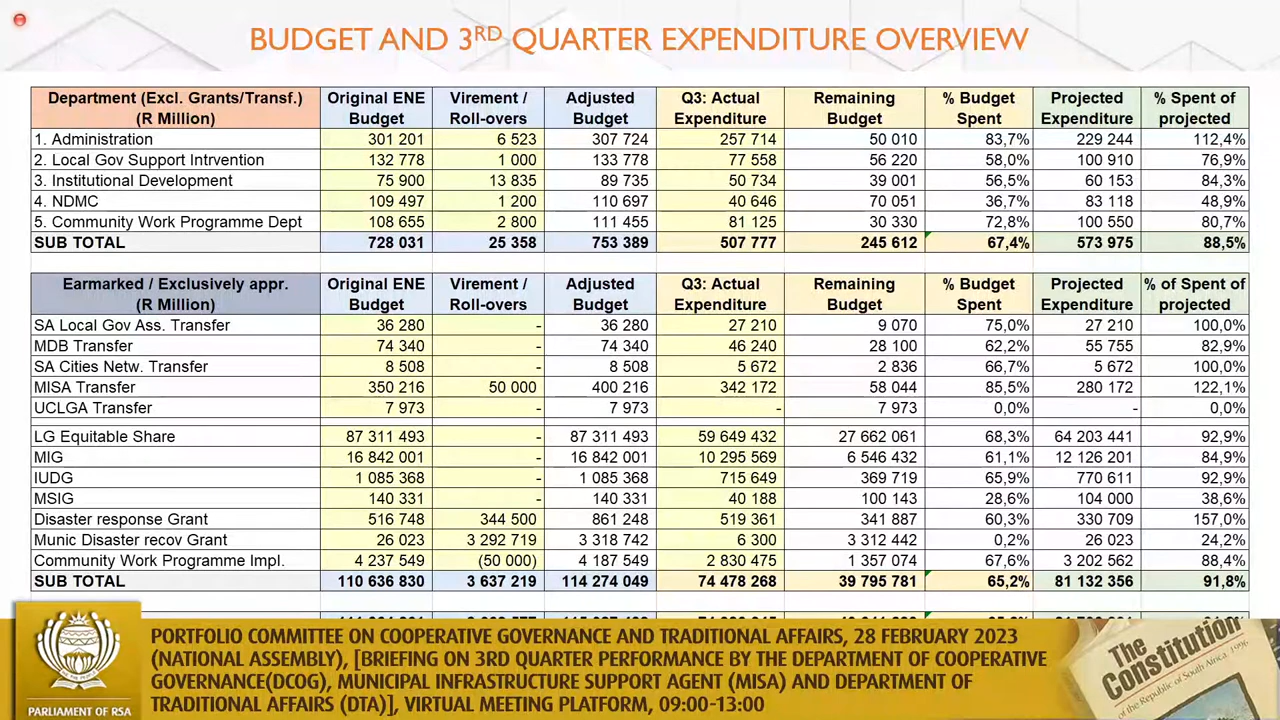 BUDGET AND 3RD QUARTER EXPENDITURE OVERVIEW
Department (Excl. Grants/Transf.) (R Million) Original ENE Budget Virement / Roll-overs Adjusted Budget Q3: Actual Expenditure Remaining Budget % Budget Spent Projected Expenditure % Spent of projected
1. Administration 301 201 6 523 307 724 257 714 50 010 83,7% 229 244 112,4%
2. Local Gov Support Intrvention 132 778 1 000 133 778 77 558 56 220 58,0% 100 910 76,9%
3. Institutional Development 75 900 13 835 89 735 50 734 39 001 56,5% 60 153 84,3%
4. NDMC 109 497 1 200 110 697 40 646 70 051 36,7% 83 118 48,9%
5. Community Work Programme Dept 108 655 2 800 111 455 81 125 30 330 72,8% 100 550 80,7%
SUB TOTAL 728 031 25 358 753 389 507 777 245 612 67,4% 573 975 88,5%
Earmarked / Exclusively appr. (R Million) Original ENE Budget Virement / Roll-overs Adjusted Budget Q3: Actual Expenditure Remaining Budget % Budget Spent Projected Expenditure % of Spent of projected
SA Local Gov Ass. Transfer 36 280 - 36 280 27 210 9 070 75,0% 27 210 100,0%
MDB Transfer 74 340 - 74 340 46 240 28 100 62,2% 55 755 82,9%
SA Cities Netw. Transfer 8 508 - 8 508 5 672 2 836 66,7% 5 672 100,0%
MISA Transfer 350 216 50 000 400 216 342 172 58 044 85,5% 280 172 122,1%
UCLGA Transfer 7 973 - 7 973 - 7 973 0,0% - 0,0%
LG Equitable Share 87 311 493 - 87 311 493 59 649 432 27 662 061 68,3% 64 203 441 92,9%
MIG 16 842 001 - 16 842 001 10 295 569 6 546 432 61,1% 12 126 201 84,9%
IUDG 1 085 368 - 1 085 368 715 649 369 719 65,9% 770 611 92,9%
MSIG 140 331 - 140 331 40 188 100 143 28,6% 104 000 38,6%
Disaster response Grant 516 748 344 500 861 248 519 361 341 887 60,3% 330 709 157,0%
Munic Disaster recov Grant 26 023 3 292 719 3 318 742 6 300 3 312 442 0,2% 26 023 24,2%
Community Work Programme Impl. 4 237 549 (50 000) 4 187 549 2 830 475 1 357 074 67,6% 3 202 562 88,4%
SUB TOTAL 110 636 830 3 637 219 114 274 049 74 478 268 39 795 781 65,2% 81 132 356 91,8%
PORTFOLIO COMMITTEE ON COOPERATIVE GOVERNANCE AND TRADITIONAL AFFAIRS, 28 FEBRUARY 2023
(NATIONAL ASSEMBLY), [BRIEFING ON 3RD QUARTER PERFORMANCE BY THE DEPARTMENT OF COOPERATIVE
GOVERNANCE(DCOG), MUNICIPAL INFRASTRUCTURE SUPPORT AGENT (MISA) AND DEPARTMENT OF
TRADITIONAL AFFAIRS (DTA)], VIRTUAL MEETING PLATFORM, 09:00-13:00
PARLIAMENT OF RSA
The
Constitution
of the Republic of South Africa, 1996